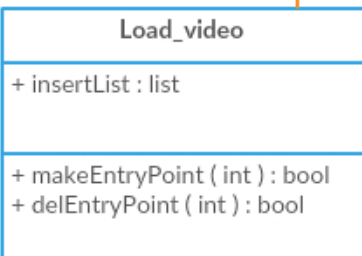 Load_video
+ insertList : list
+ makeEntryPoint ( int ) : bool
+ delEntryPoint ( int ) : bool